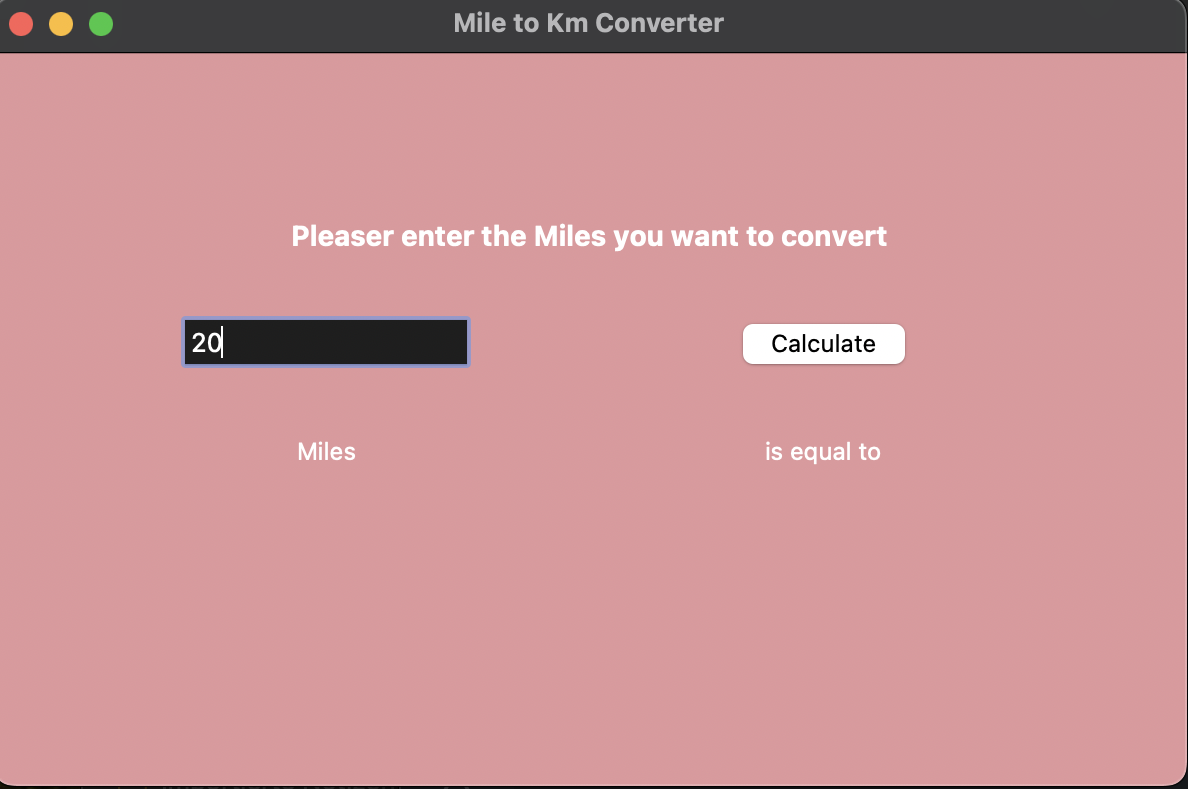 Mile to Km Converter
Pleaser enter the Miles you want to convert
20
Calculate
Miles
is equal to